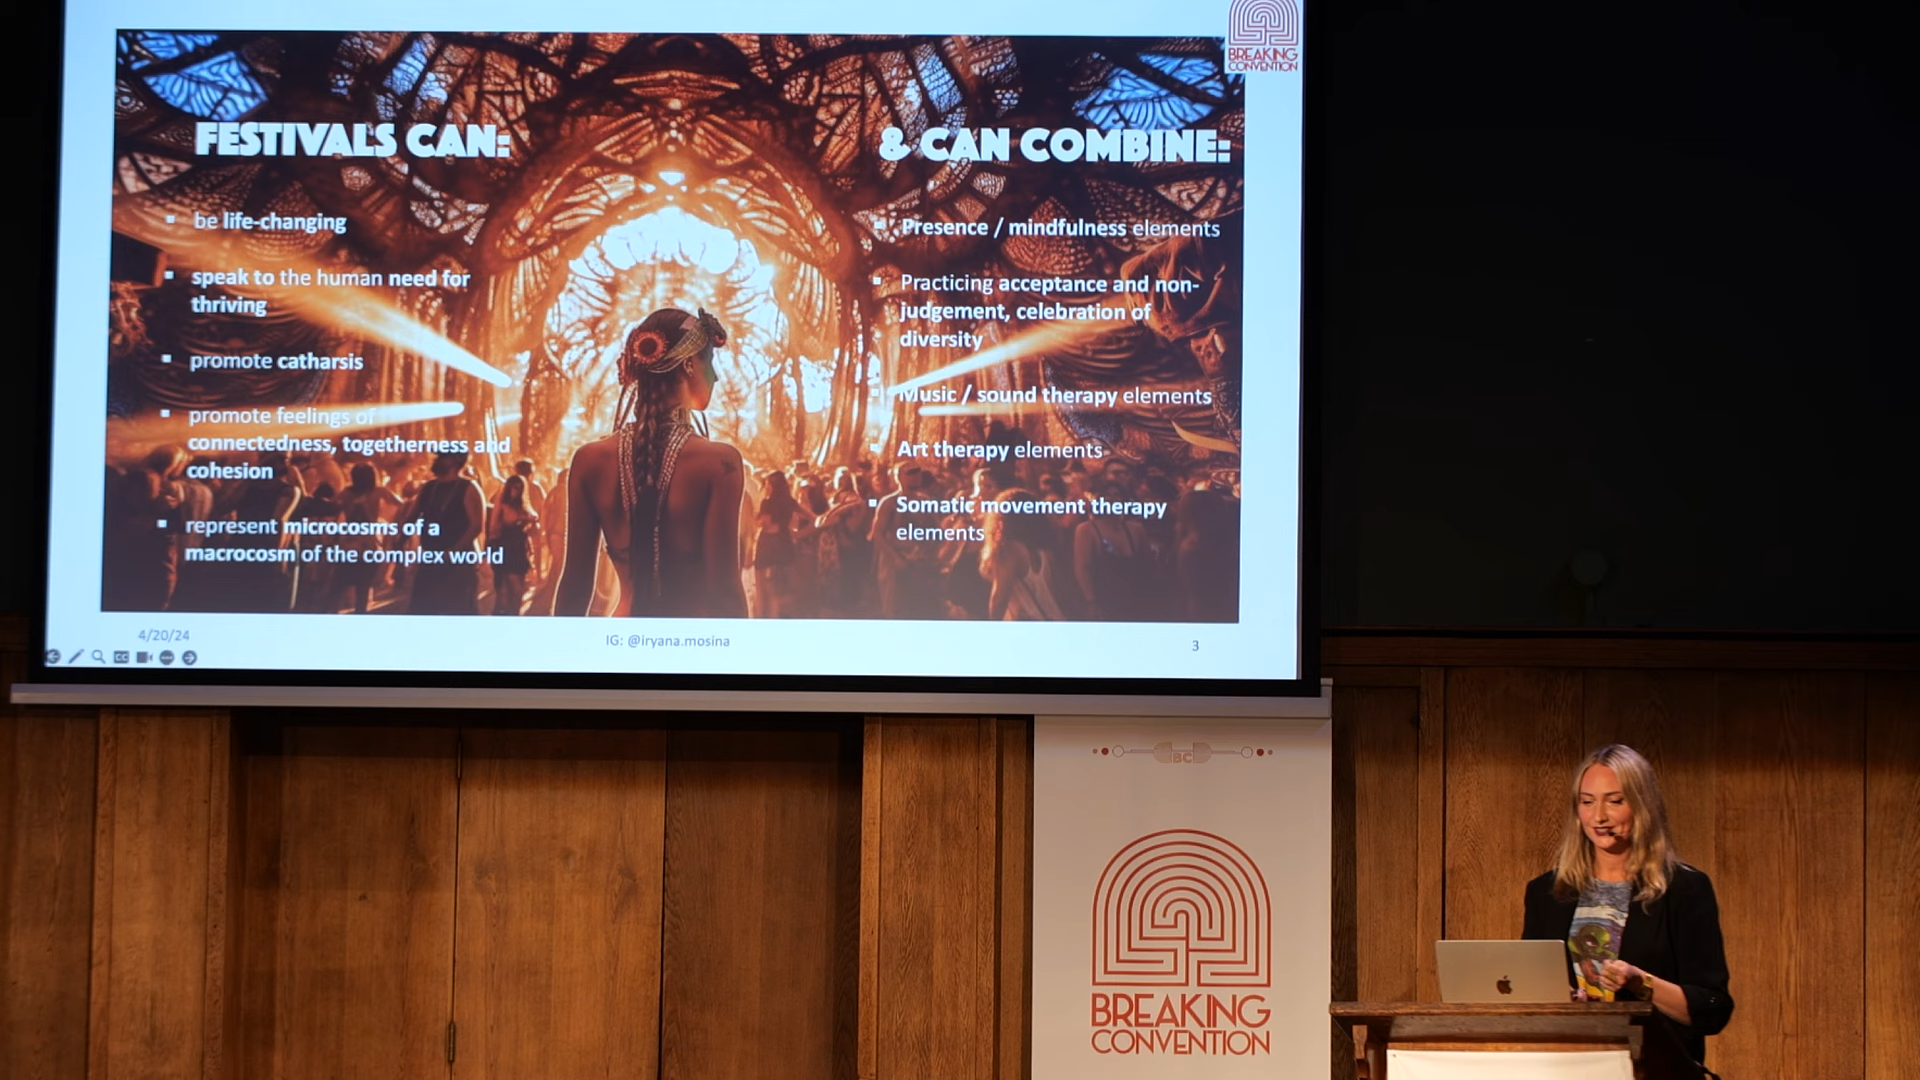 BREAKING
CONVENTION
FESTIVALS CAN:
be life-changing
speak to the human need for
thriving
promote catharsis
promote feelings of
connectedness, togetherness and
cohesion
represent microcosms of a
macrocosm of the complex world
& CAN COMBINE:
Presence / mindfulness elements
Practicing acceptance and non-
judgement, celebration of
diversity
Music / sound therapy elements
Art therapy elements
Somatic movement therapy
elements
4/20/24
IG: @iryana.mosina
3
CC
BC
BREAKING
CONVENTION